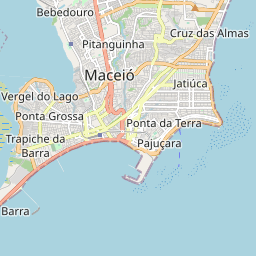 Bebedouro
Cruz das Almas
Pitanguinha
Maceió
Jatiúca
Vergel do Lago
Ponta Grossa
Ponta da Terra
Trapiche da
Barra
Pajuçara
Barra